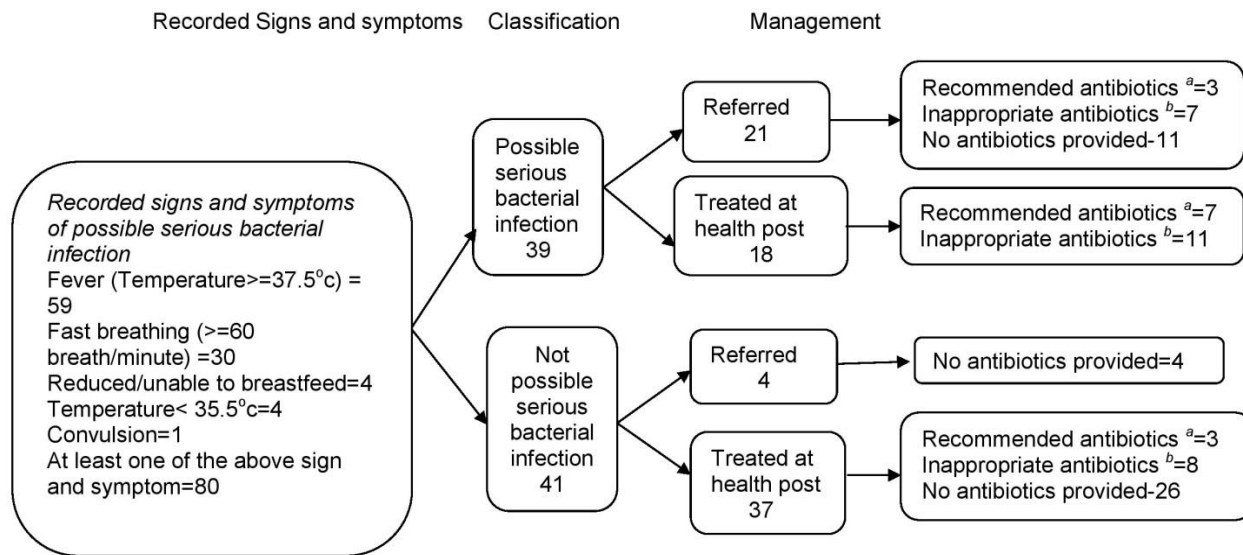 Recorded Signs and symptoms
Classification
Management
Recorded signs and symptoms
of possible serious bacterial
infection
Fever (Temperature>=37.5°c) =
59
Fast breathing (>=60
breath/minute) =30
Reduced/unable to breastfeed=4
Temperature< 35.5°c=4
Convulsion=1
At least one of the above sign
and symptom=80
Possible
serious
bacterial
infection
39
Referred
21
Recommended antibiotics ᵃ=3
Inappropriate antibiotics ᵇ=7
No antibiotics provided-11
Treated at
health post
18
Recommended antibiotics ᵃ=7
Inappropriate antibiotics ᵇ=11
Not
possible
serious
bacterial
infection
41
Referred
4
No antibiotics provided=4
Treated at
health post
37
Recommended antibiotics ᵃ=3
Inappropriate antibiotics ᵇ=8
No antibiotics provided-26